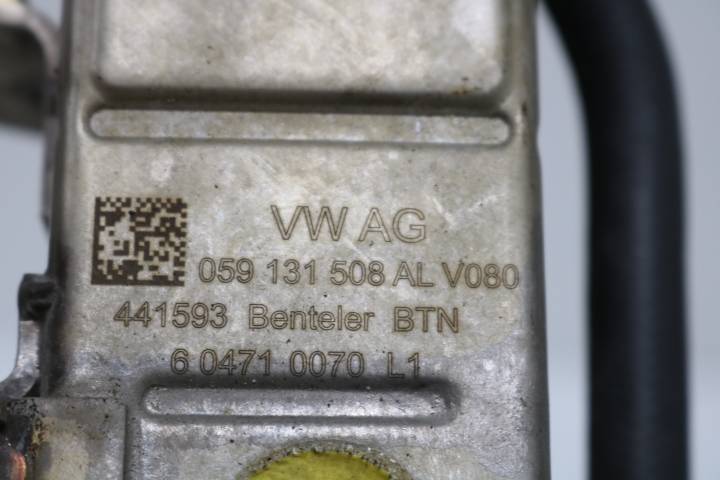 VW AG
059 131 508 AL V080
441593 Benteler BTN
6 0471 0070 L1